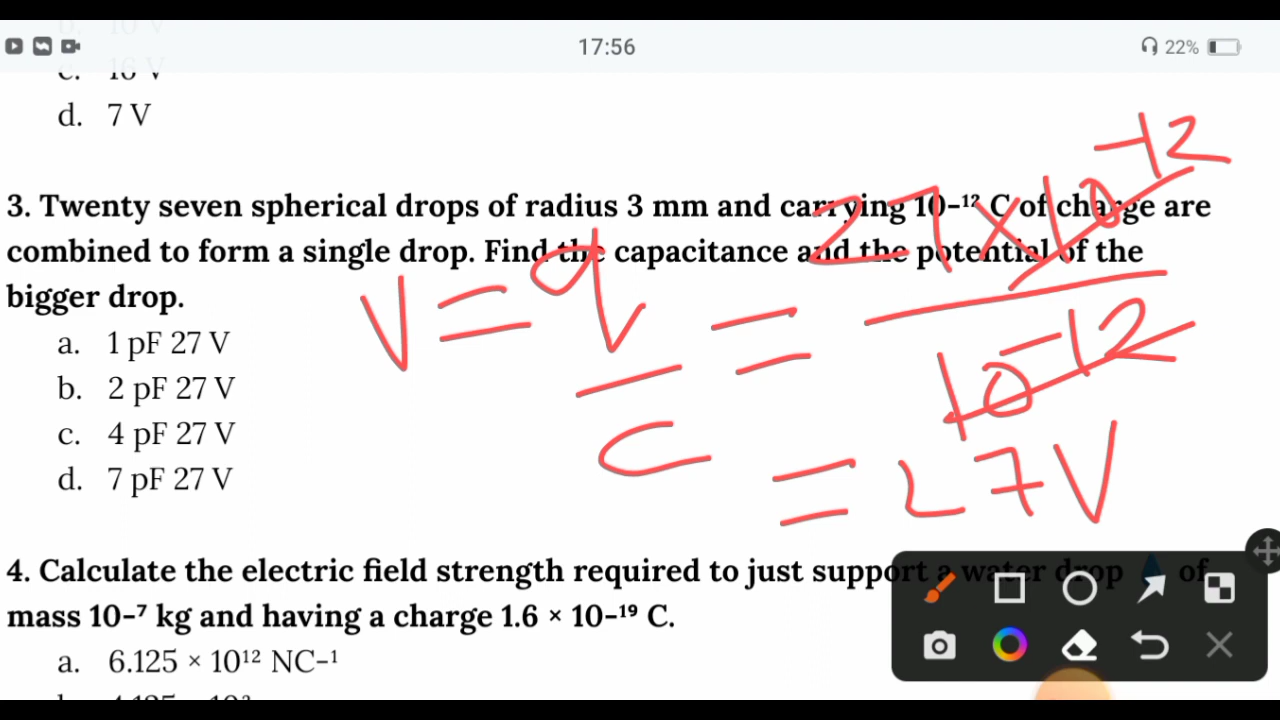 b. 10 V
17:56
22%
c. 16 V
d. 7 V
3. Twenty seven spherical drops of radius 3 mm and carrying 10−¹² C of charge are
combined to form a single drop. Find the capacitance and the potential of the
bigger drop.
a. 1 pF 27 V
b. 2 pF 27 V
c. 4 pF 27 V
d. 7 pF 27 V
V = q/C = 27 × 10⁻¹² / 10⁻¹²
= 27 V
4. Calculate the electric field strength required to just support a water drop of
mass 10−⁷ kg and having a charge 1.6 × 10−¹⁹ C.
a. 6.125 × 10¹² NC−¹